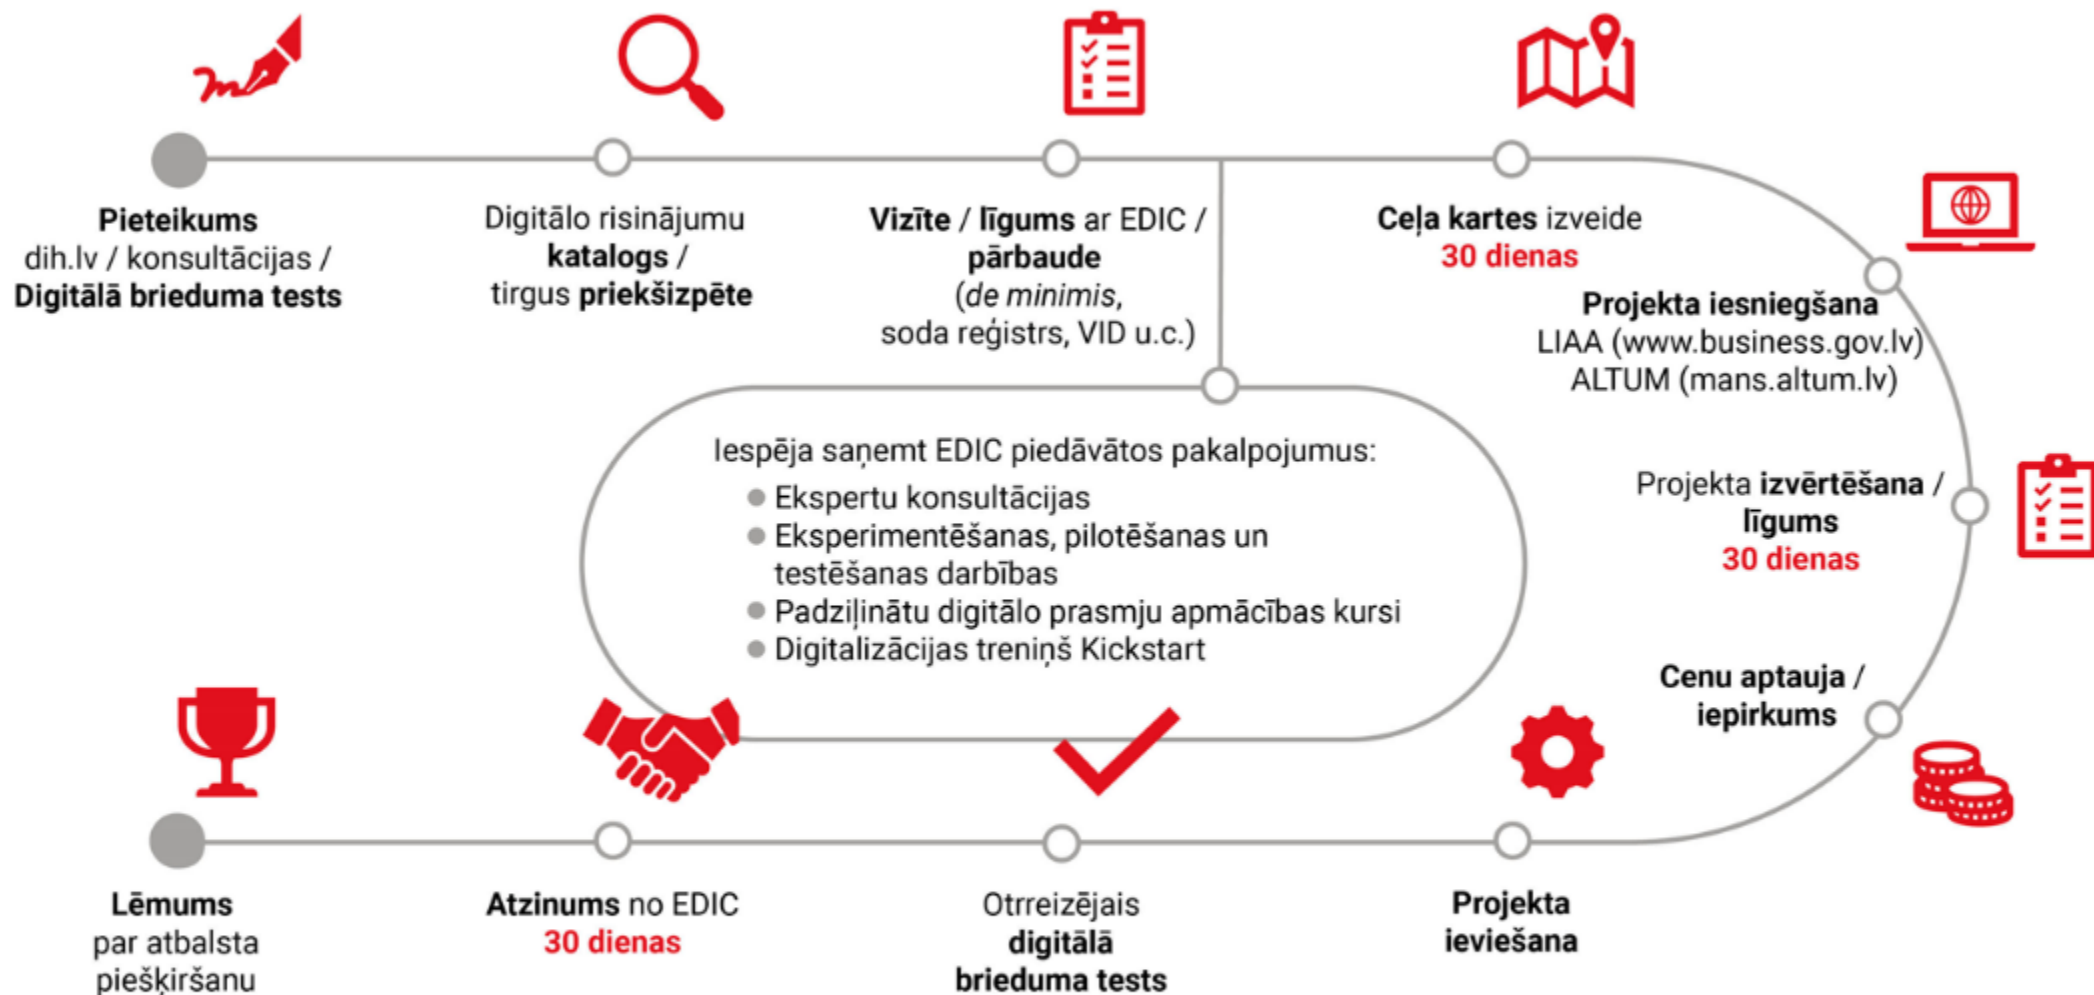 Pieteikums
dih.lv / konsultācijas /
Digitālā brieduma tests
Digitālo risinājumu
katalogs /
tirgus priekšizpēte
Vizīte / līgums ar EDIC /
pārbaude
(de minimis,
soda reģistrs, VID u.c.)
Ceļa kartes izveide
30 dienas
Projekta iesniegšana
LIAA (www.business.gov.lv)
ALTUM (mans.altum.lv)
Iespēja saņemt EDIC piedāvātos pakalpojumus:
Ekspertu konsultācijas
Eksperimentēšanas, pilotēšanas un
testēšanas darbības
Padziļinātu digitālo prasmju apmācības kursi
Digitalizācijas treniņš Kickstart
Projekta izvērtēšana /
līgums
30 dienas
Cenu aptauja /
iepirkums
Projekta
ieviešana
Otrreizējais
digitālā
brieduma tests
Atzinums no EDIC
30 dienas
Lēmums
par atbalsta
piešķiršanu